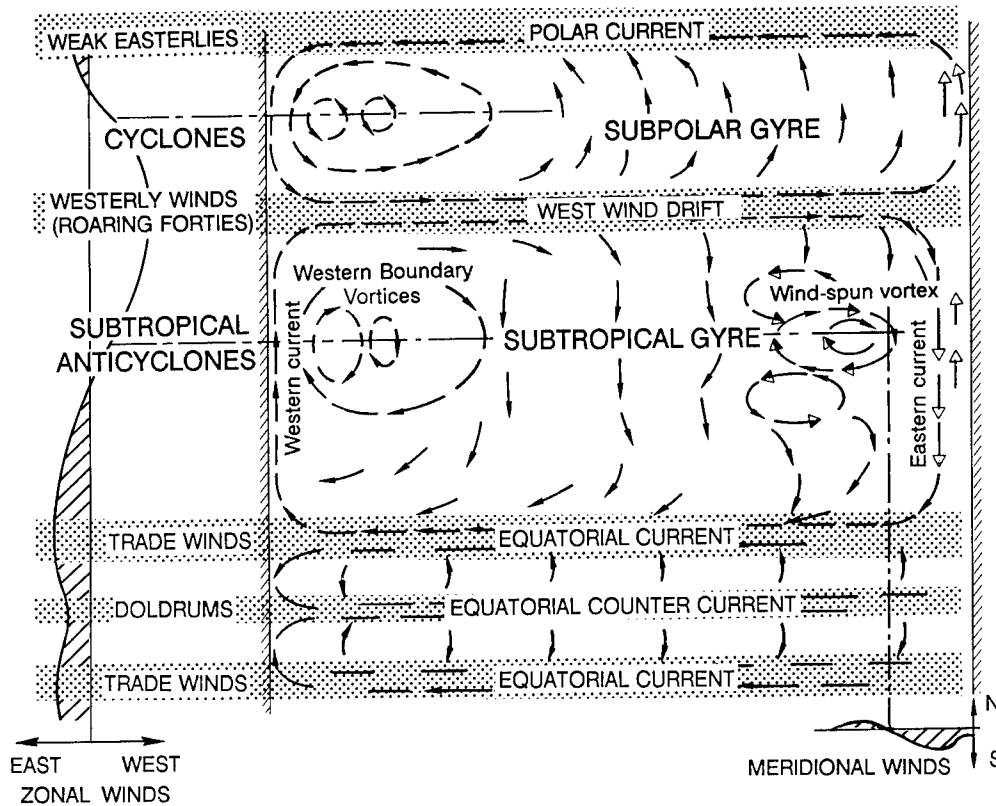 WEAK EASTERLIES
POLAR CURRENT
CYCLONES
SUBPOLAR GYRE
WESTERLY WINDS
(ROARING FORTIES)
WEST WIND DRIFT
Western Boundary
Vortices
Wind-spun vortex
SUBTROPICAL
ANTICYCLONES
Western current
SUBTROPICAL GYRE
Eastern current
TRADE WINDS
EQUATORIAL CURRENT
DOLDRUMS
EQUATORIAL COUNTER CURRENT
TRADE WINDS
EQUATORIAL CURRENT
N
S
EAST WEST
ZONAL WINDS
MERIDIONAL WINDS